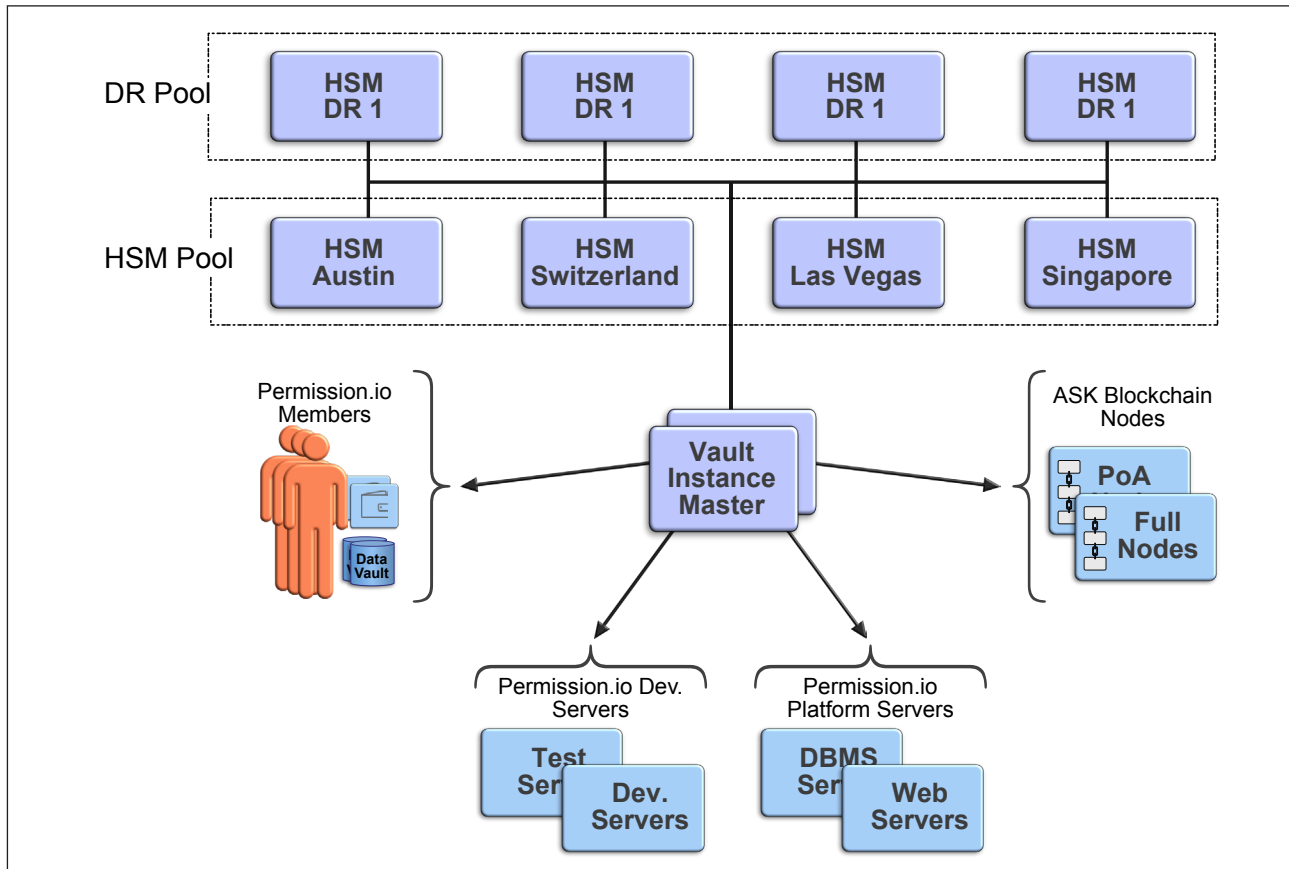 DR Pool
HSM
DR 1
HSM
DR 1
HSM
DR 1
HSM
DR 1
HSM Pool
HSM
Austin
HSM
Switzerland
HSM
Las Vegas
HSM
Singapore
Permission.io
Members
Data
Vault
Vault
Instance
Master
ASK Blockchain
Nodes
PoA
Full
Nodes
Permission.io Dev.
Servers
Test
Dev.
Servers
Permission.io
Platform Servers
DBMS
Web
Servers